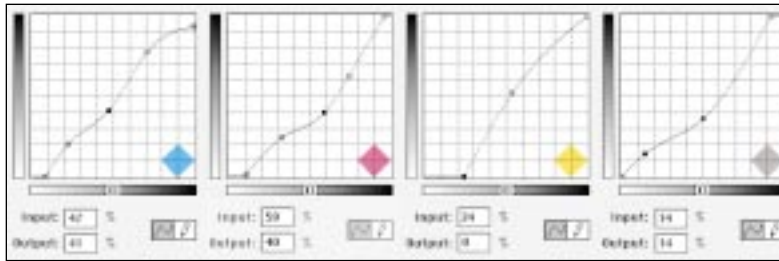 Input: 42 %
Output: 41 %
Input: 59 %
Output: 40 %
Input: 24 %
Output: 0 %
Input: 14 %
Output: 14 %